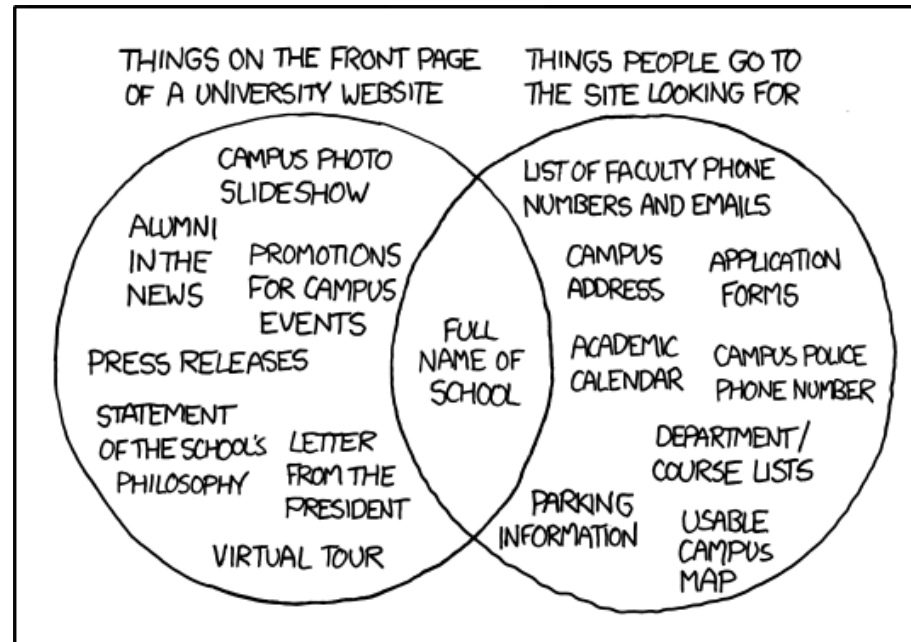 THINGS ON THE FRONT PAGE
OF A UNIVERSITY WEBSITE
THINGS PEOPLE GO TO
THE SITE LOOKING FOR
CAMPUS PHOTO
SLIDESHOW
ALUMNI
IN THE
NEWS
PROMOTIONS
FOR CAMPUS
EVENTS
PRESS RELEASES
STATEMENT
OF THE SCHOOL'S
PHILOSOPHY
LETTER
FROM THE
PRESIDENT
VIRTUAL TOUR
FULL
NAME OF
SCHOOL
LIST OF FACULTY PHONE
NUMBERS AND EMAILS
CAMPUS
ADDRESS
APPLICATION
FORMS
ACADEMIC
CALENDAR
CAMPUS POLICE
PHONE NUMBER
DEPARTMENT/
COURSE LISTS
PARKING
INFORMATION
USABLE
CAMPUS
MAP